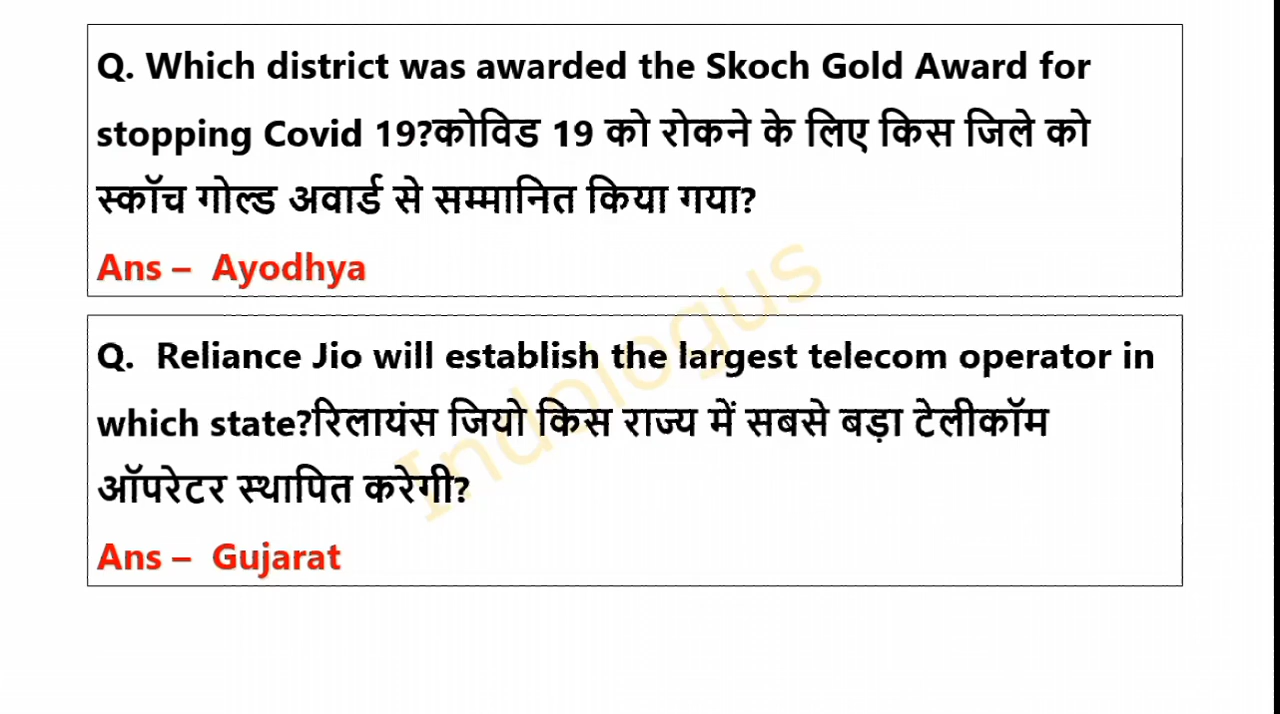 Q. Which district was awarded the Skoch Gold Award for
stopping Covid 19?कोविड 19 को रोकने के लिए किस जिले को
स्कॉच गोल्ड अवार्ड से सम्मानित किया गया?
Ans – Ayodhya
Q. Reliance Jio will establish the largest telecom operator in
which state?रिलायंस जियो किस राज्य में सबसे बड़ा टेलीकॉम
ऑपरेटर स्थापित करेगी?
Ans – Gujarat
Indologus